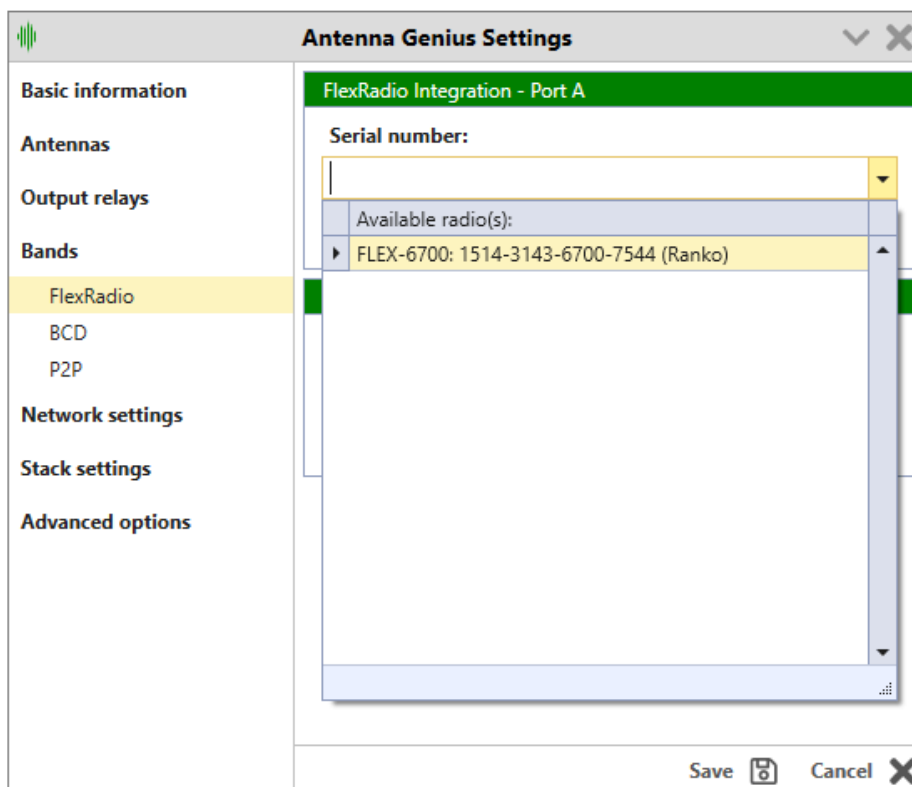 Antenna Genius Settings
Basic information
Antennas
Output relays
Bands
FlexRadio
BCD
P2P
Network settings
Stack settings
Advanced options
FlexRadio Integration - Port A
Serial number:
Available radio(s):
FLEX-6700: 1514-3143-6700-7544 (Ranko)
Save
Cancel